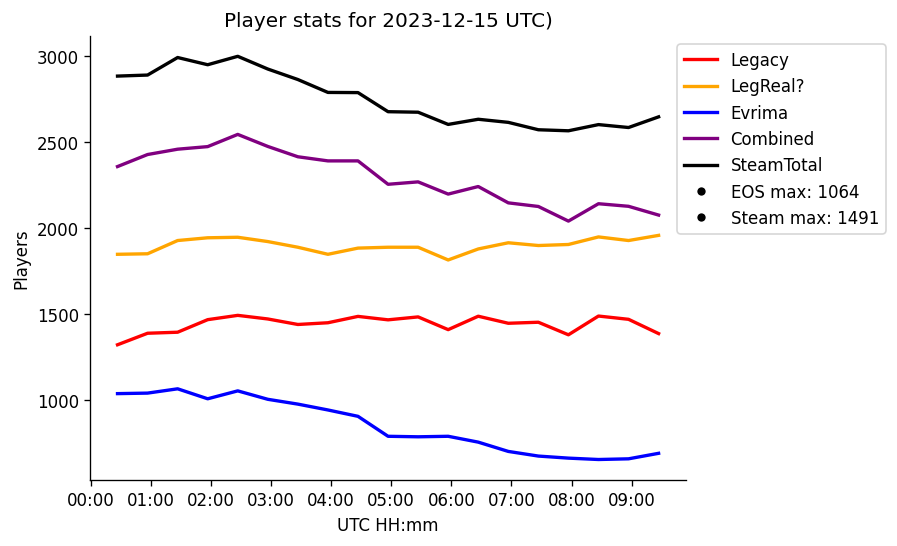 Player stats for 2023-12-15 UTC)
3000
2500
2000
1500
1000
Players
00:00 01:00 02:00 03:00 04:00 05:00 06:00 07:00 08:00 09:00
UTC HH:mm
Legacy
LegReal?
Evrima
Combined
SteamTotal
EOS max: 1064
Steam max: 1491